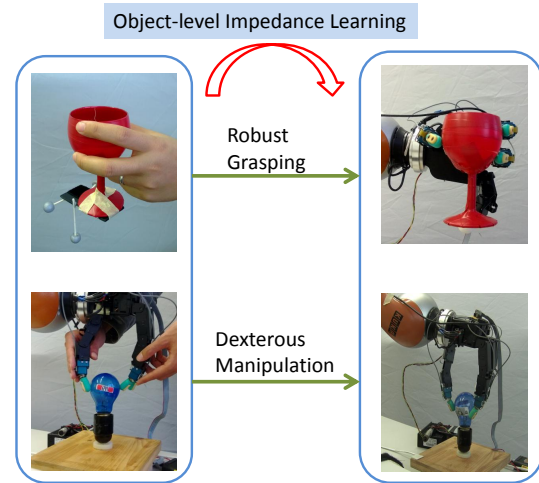 Object-level Impedance Learning
Robust
Grasping
Dexterous
Manipulation